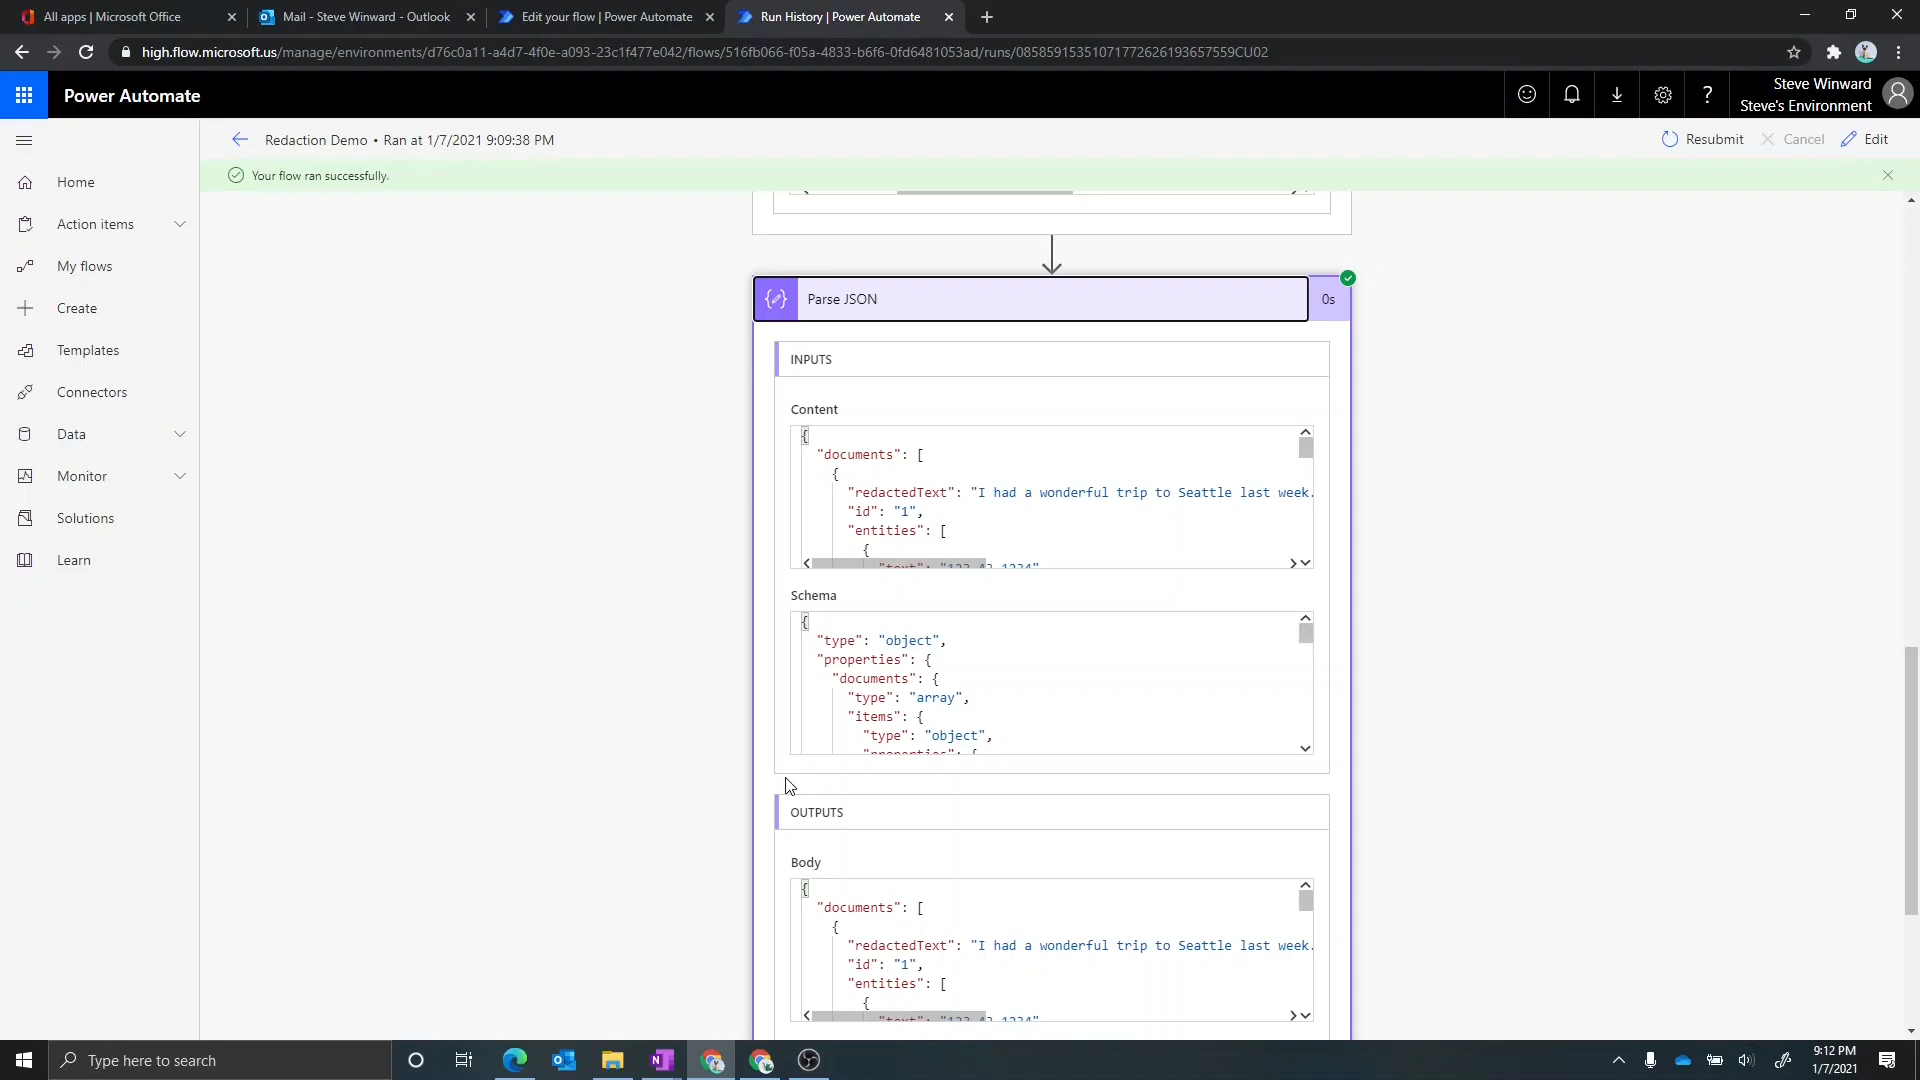 All apps | Microsoft Office
Mail - Steve Winward - Outlook
Edit your flow | Power Automate
Run History | Power Automate
high.flow.microsoft.us/manage/environments/d76c0a11-a4d7-4f0e-a093-23c1f477e042/flows/516fb066-f05a-4833-b6f6-0fd6481053ad/runs/08585915351071772626193657559CU02
Power Automate
Steve Winward
Steve's Environment
Redaction Demo • Ran at 1/7/2021 9:09:38 PM
Resubmit
Cancel
Edit
Your flow ran successfully.
Home
Action items
My flows
Create
Templates
Connectors
Data
Monitor
Solutions
Learn
Parse JSON
0s
INPUTS
Content
{
"documents": [
{
"redactedText": "I had a wonderful trip to Seattle last week.
"id": "1",
"entities": [
{
Schema
{
"type": "object",
"properties": {
"documents": {
"type": "array",
"items": {
"type": "object",
"properties": {
OUTPUTS
Body
{
"documents": [
{
"redactedText": "I had a wonderful trip to Seattle last week.
"id": "1",
"entities": [
{
Type here to search
9:12 PM
1/7/2021